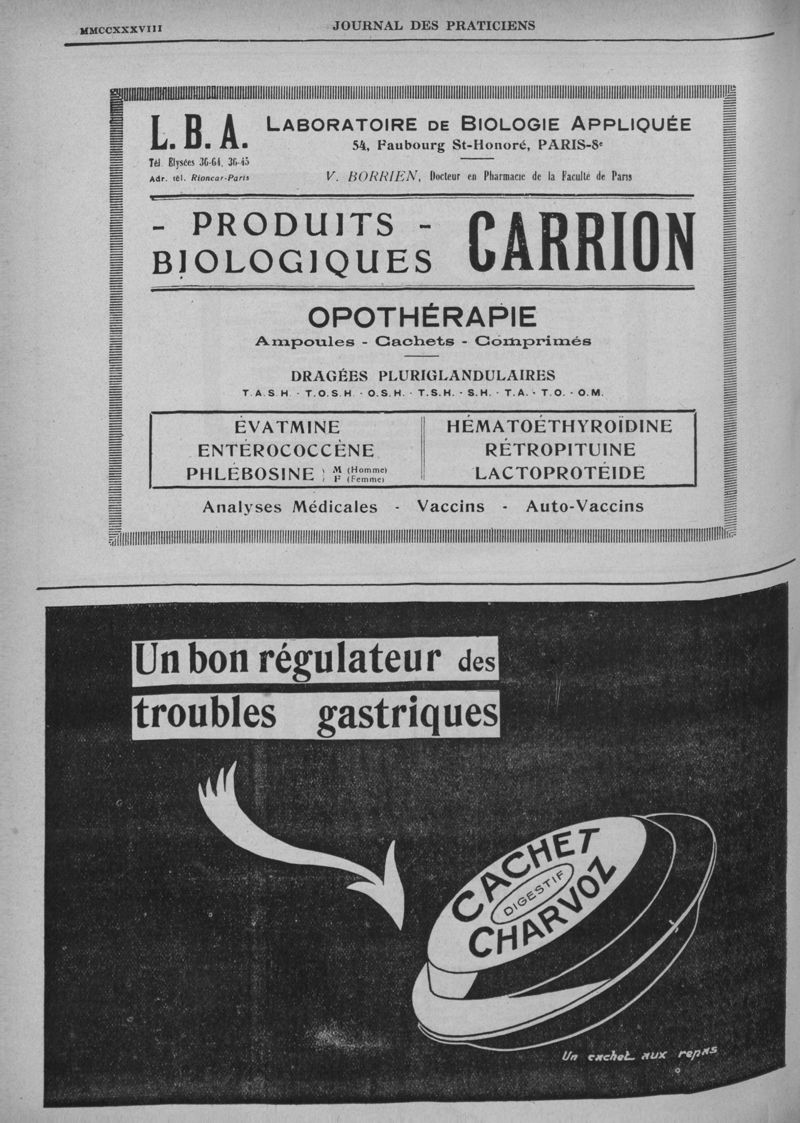 MMCCXXXVIII
JOURNAL DES PRATICIENS
L.B.A.
Tél. Elysées 36-64, 36-45
Adr. tél. Rioncar-Paris
LABORATOIRE DE BIOLOGIE APPLIQUÉE
54, Faubourg St-Honoré, PARIS-8e
V. BORRIEN, Docteur en Pharmacie de la Faculté de Paris
- PRODUITS -
BIOLOGIQUES
CARRION
OPOTHÉRAPIE
Ampoules - Cachets - Comprimés
DRAGÉES PLURIGLANDULAIRES
T.A.S.H. - T.O.S.H. - O.S.H. - T.S.H. - S.H. - T.A. - T.O. - O.M.
ÉVATMINE
ENTÉROCOCCÈNE
PHLÉBOSINE
M (Homme)
F (Femme)
HÉMATOÉTHYROÏDINE
RÉTROPITUINE
LACTOPROTÉIDE
Analyses Médicales - Vaccins - Auto-Vaccins
Un bon régulateur des
troubles gastriques
CACHET
DIGESTIF
CHARVOZ
Un cachet aux repas